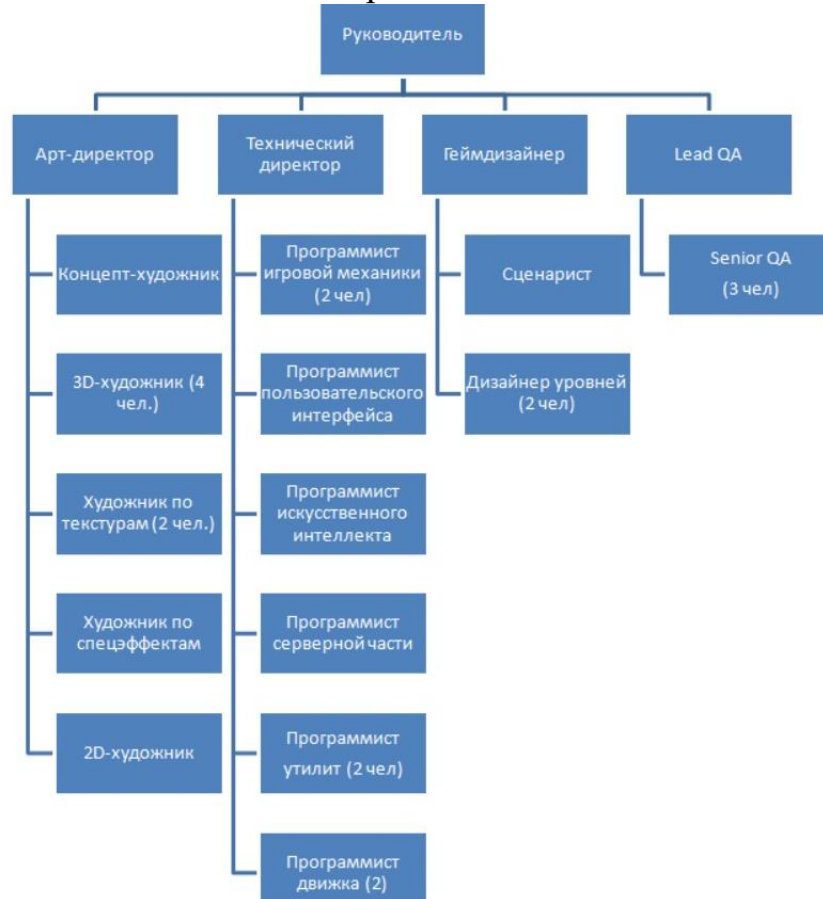 Руководитель
Арт-директор
Технический
директор
Геймдизайнер
Lead QA
Концепт-художник
3D-художник (4
чел.)
Художник по
текстурам (2 чел.)
Художник по
спецэффектам
2D-художник
Программист
игровой механики
(2 чел)
Программист
пользовательского
интерфейса
Программист
искусственного
интеллекта
Программист
серверной части
Программист
утилит (2 чел)
Программист
движка (2)
Сценарист
Дизайнер уровней
(2 чел)
Senior QA
(3 чел)